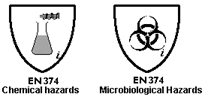 i
i
EN 374
Chemical hazards
EN 374
Microbiological Hazards